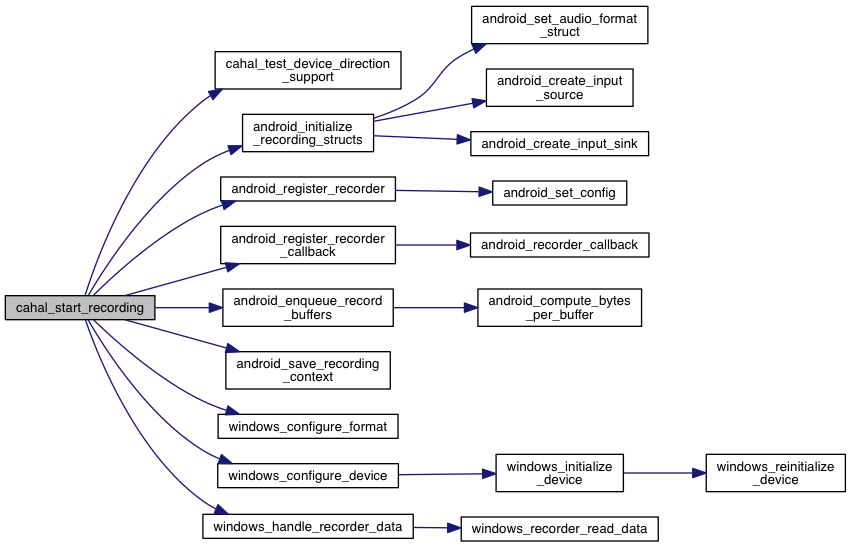 cahal_start_recording
cahal_test_device_direction
_support
android_initialize
_recording_structs
android_set_audio_format
_struct
android_create_input
_source
android_create_input_sink
android_register_recorder
android_set_config
android_register_recorder
_callback
android_recorder_callback
android_enqueue_record
_buffers
android_compute_bytes
_per_buffer
android_save_recording
_context
windows_configure_format
windows_configure_device
windows_initialize
_device
windows_reinitialize
_device
windows_handle_recorder_data
windows_recorder_read_data